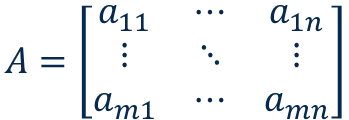 A = [ a₁₁ ⋯ a₁ₙ
⋮ ⋱ ⋮
aₘ₁ ⋯ aₘₙ ]